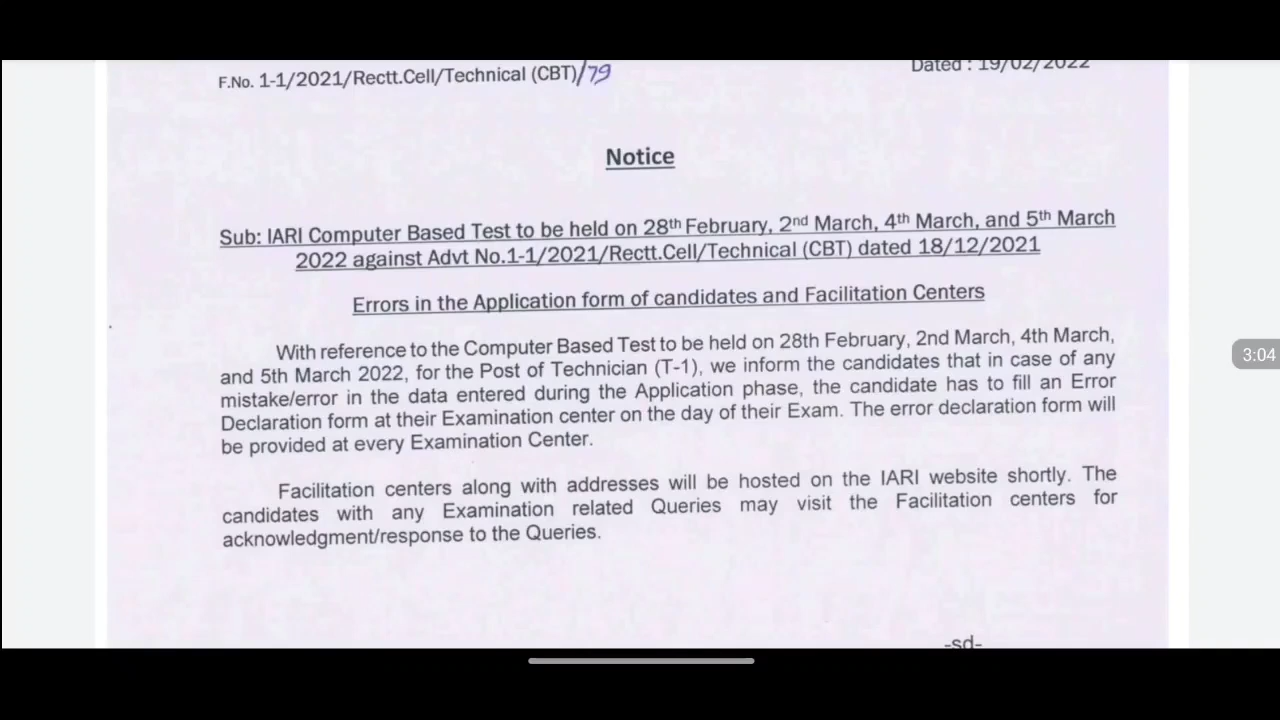 F.No. 1-1/2021/Rectt.Cell/Technical (CBT)/79
Dated : 19/02/2022
Notice
Sub: IARI Computer Based Test to be held on 28th February, 2nd March, 4th March, and 5th March
2022 against Advt No.1-1/2021/Rectt.Cell/Technical (CBT) dated 18/12/2021
Errors in the Application form of candidates and Facilitation Centers
With reference to the Computer Based Test to be held on 28th February, 2nd March, 4th March,
and 5th March 2022, for the Post of Technician (T-1), we inform the candidates that in case of any
mistake/error in the data entered during the Application phase, the candidate has to fill an Error
Declaration form at their Examination center on the day of their Exam. The error declaration form will
be provided at every Examination Center.
Facilitation centers along with addresses will be hosted on the IARI website shortly. The
candidates with any Examination related Queries may visit the Facilitation centers for
acknowledgment/response to the Queries.
-sd-
3:04